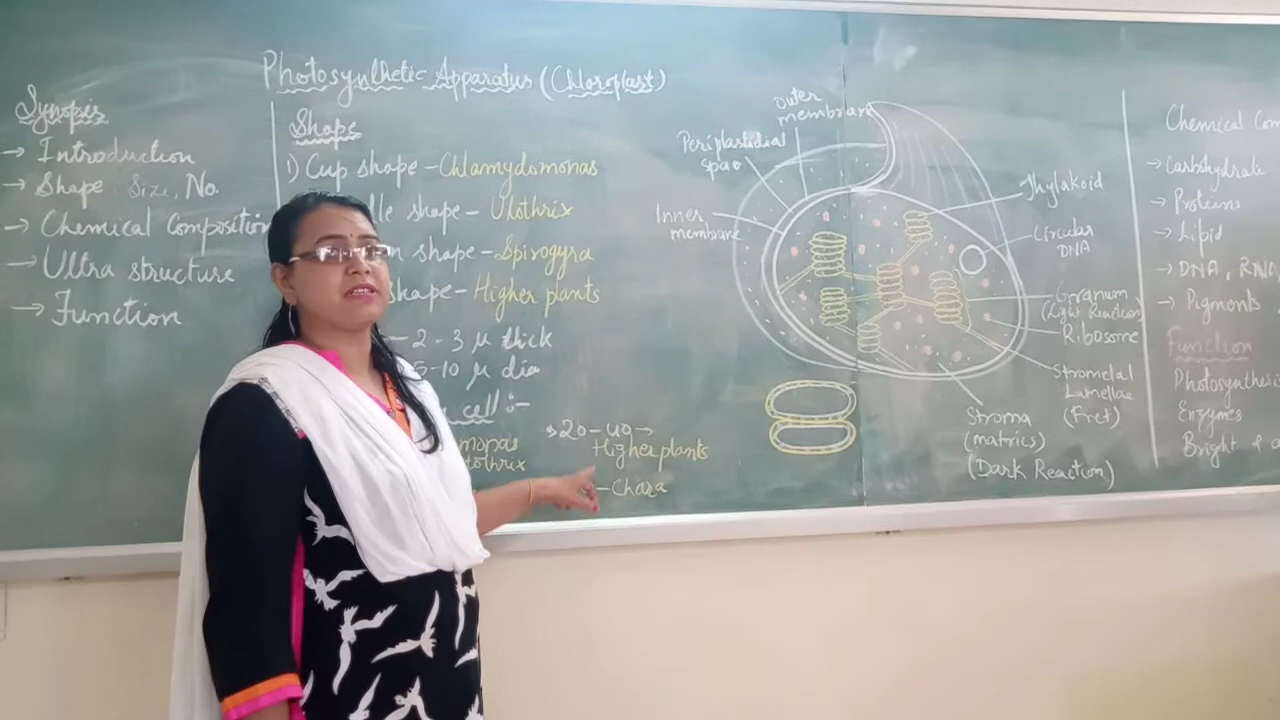 Photosynthetic Apparatus (Chloroplast)
Synopsis
→ Introduction
→ Shape, Size, No.
→ Chemical Composition
→ Ultra structure
→ Function
Shape
1) Cup shape - Chlamydomonas
shape - Ulothrix
shape - Spirogyra
shape - Higher plants
- 2-3 μ thick
5-10 μ dia
cell :-
→ 20-40 →
Higher plants
- Chara
outer
membrane
Periplastidial
space
Inner
membrane
Thylakoid
Circular
DNA
Granum
(Light Reaction)
Ribosome
Stromelal
Lamellae
(Fret)
Stroma
(matrics)
(Dark Reaction)
Chemical Com
→ Carbohydrate
→ Proteins
→ Lipid
→ DNA, RNA
→ Pigments
Function
Photosynthesi
Enzymes
Bright &